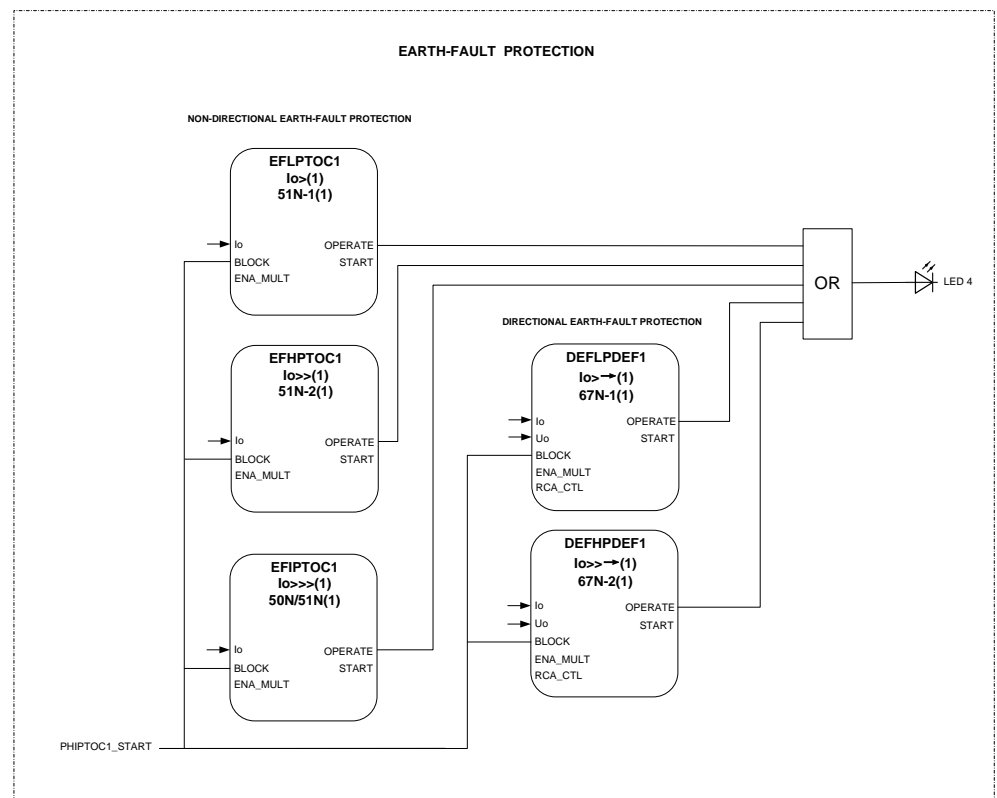 EARTH-FAULT PROTECTION
NON-DIRECTIONAL EARTH-FAULT PROTECTION
EFLPTOC1
Io>(1)
51N-1(1)
Io
OPERATE
BLOCK
START
ENA_MULT
EFHPTOC1
Io>>(1)
51N-2(1)
Io
OPERATE
BLOCK
START
ENA_MULT
EFIPTOC1
Io>>>(1)
50N/51N(1)
Io
OPERATE
BLOCK
START
ENA_MULT
DIRECTIONAL EARTH-FAULT PROTECTION
DEFLPDEF1
Io>→(1)
67N-1(1)
Io
OPERATE
Uo
START
BLOCK
ENA_MULT
RCA_CTL
DEFHPDEF1
Io>>→(1)
67N-2(1)
Io
OPERATE
Uo
START
BLOCK
ENA_MULT
RCA_CTL
OR
LED 4
PHIPTOC1_START